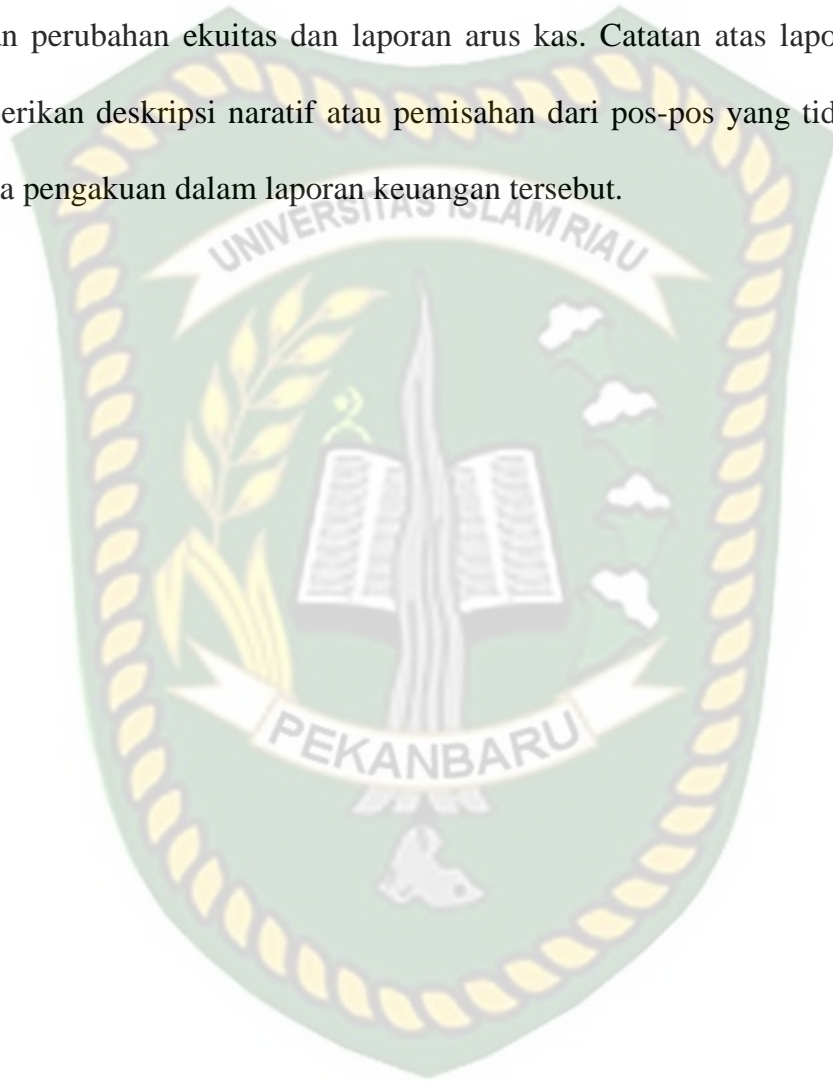 an perubahan ekuitas dan laporan arus kas. Catatan atas lapo
erikan deskripsi naratif atau pemisahan dari pos-pos yang tid
a pengakuan dalam laporan keuangan tersebut.
UNIVERSITAS ISLAM RIAU
PEKANBARU